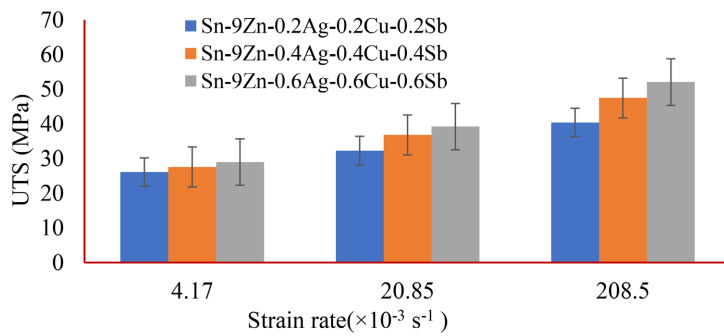 70
60
50
40
30
20
10
0
UTS (MPa)
Sn-9Zn-0.2Ag-0.2Cu-0.2Sb
Sn-9Zn-0.4Ag-0.4Cu-0.4Sb
Sn-9Zn-0.6Ag-0.6Cu-0.6Sb
4.17 20.85 208.5
Strain rate(×10⁻³ s⁻¹ )